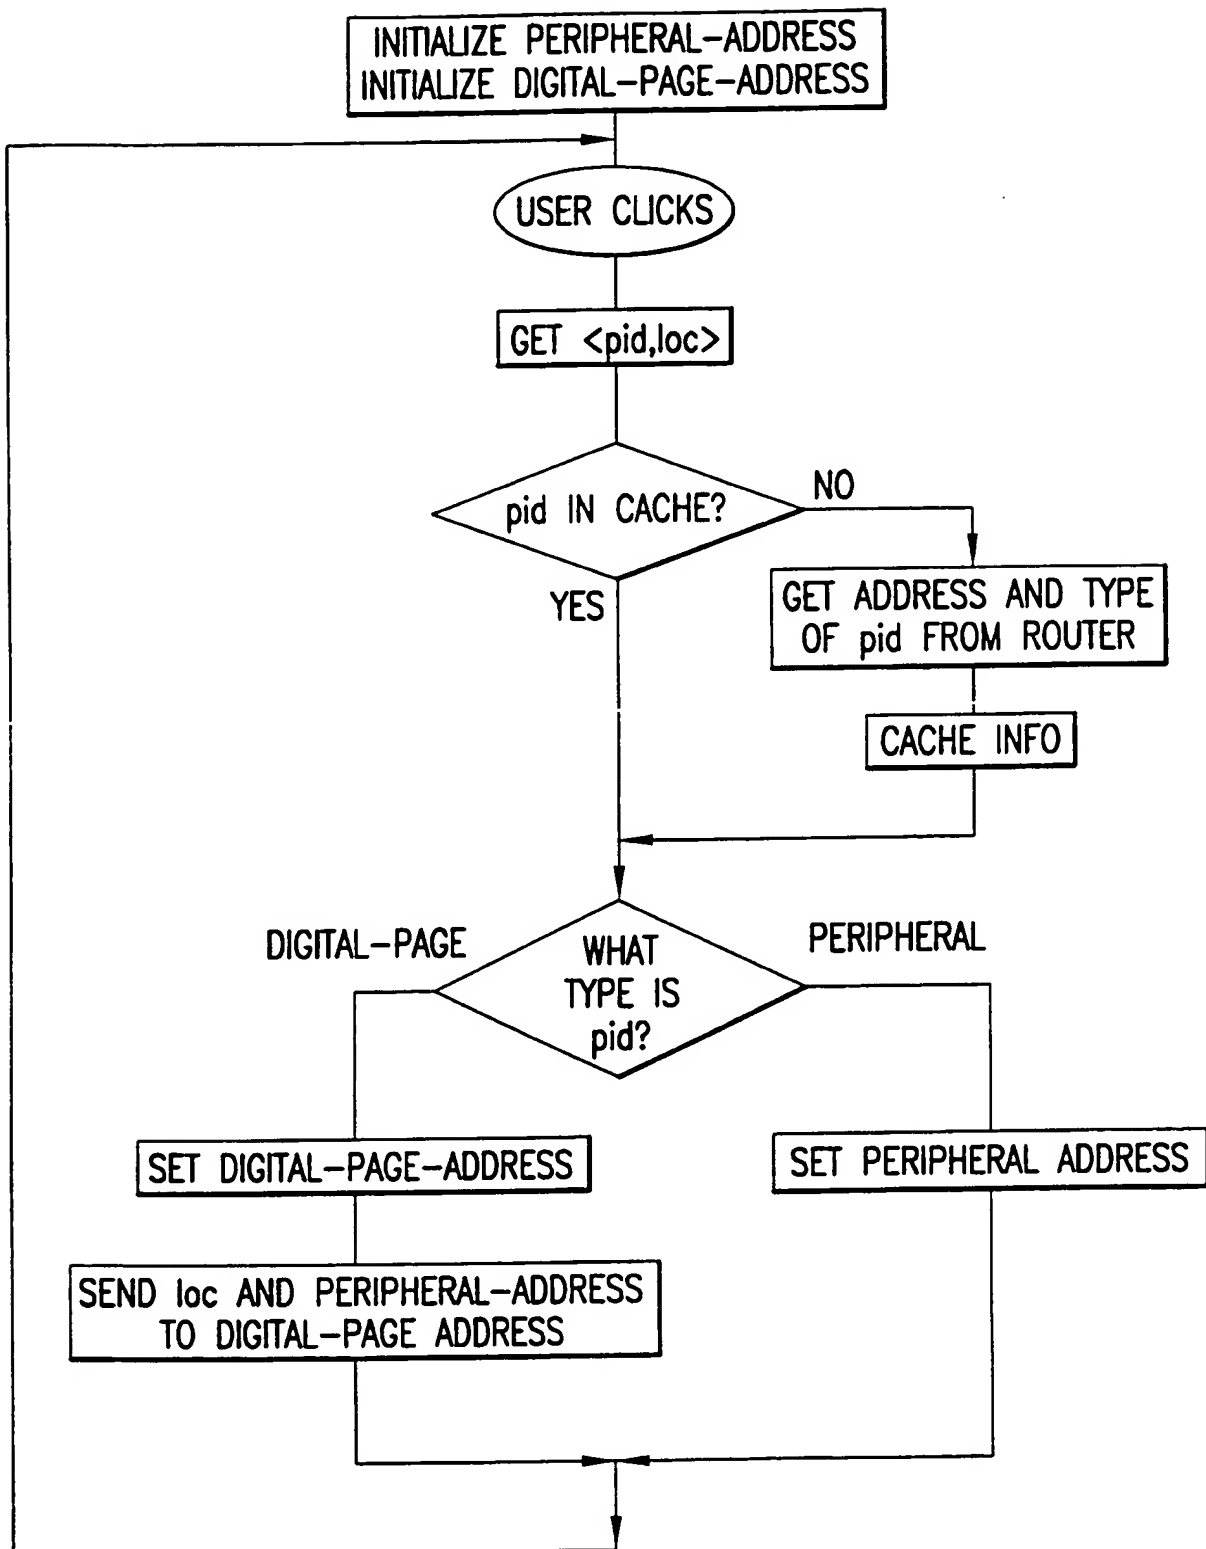 INITIALIZE PERIPHERAL-ADDRESS
INITIALIZE DIGITAL-PAGE-ADDRESS
USER CLICKS
GET <pid,loc>
pid IN CACHE?
NO
YES
GET ADDRESS AND TYPE
OF pid FROM ROUTER
CACHE INFO
DIGITAL-PAGE
WHAT
TYPE IS
pid?
PERIPHERAL
SET DIGITAL-PAGE-ADDRESS
SET PERIPHERAL ADDRESS
SEND loc AND PERIPHERAL-ADDRESS
TO DIGITAL-PAGE ADDRESS